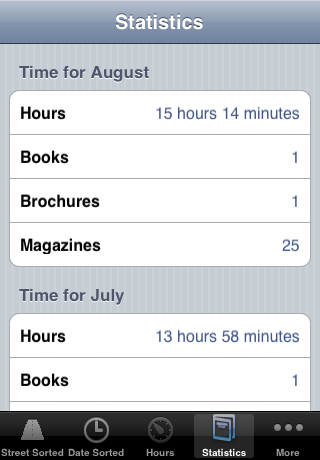 Statistics
Time for August
Hours 15 hours 14 minutes
Books 1
Brochures 1
Magazines 25
Time for July
Hours 13 hours 58 minutes
Books 1
Street Sorted Date Sorted Hours Statistics More